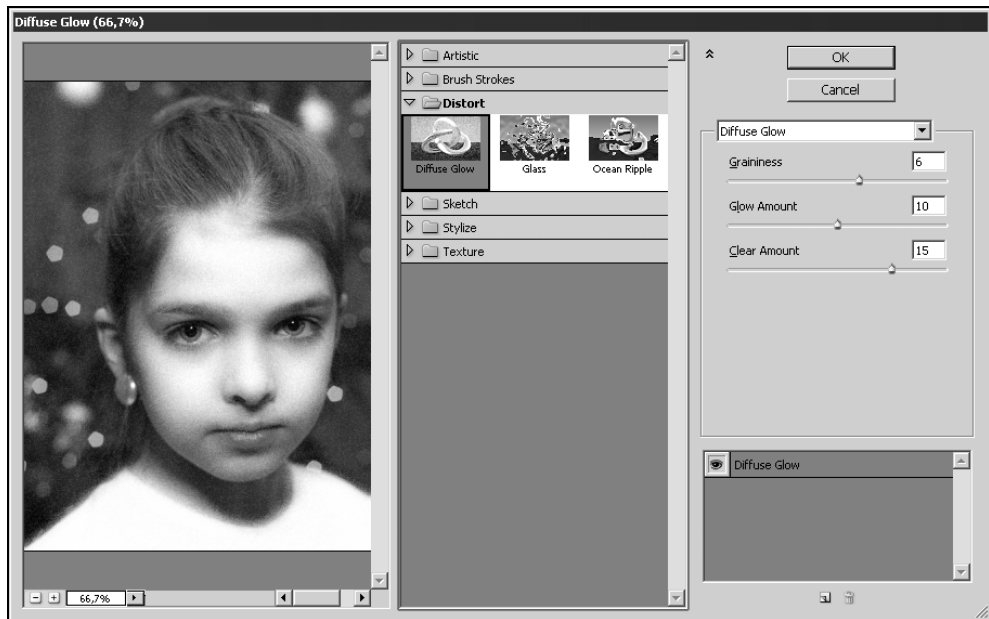 Diffuse Glow (66,7%)
Artistic
Brush Strokes
Distort
Diffuse Glow
Glass
Ocean Ripple
Sketch
Stylize
Texture
66,7%
OK
Cancel
Diffuse Glow
Graininess 6
Glow Amount 10
Clear Amount 15
Diffuse Glow